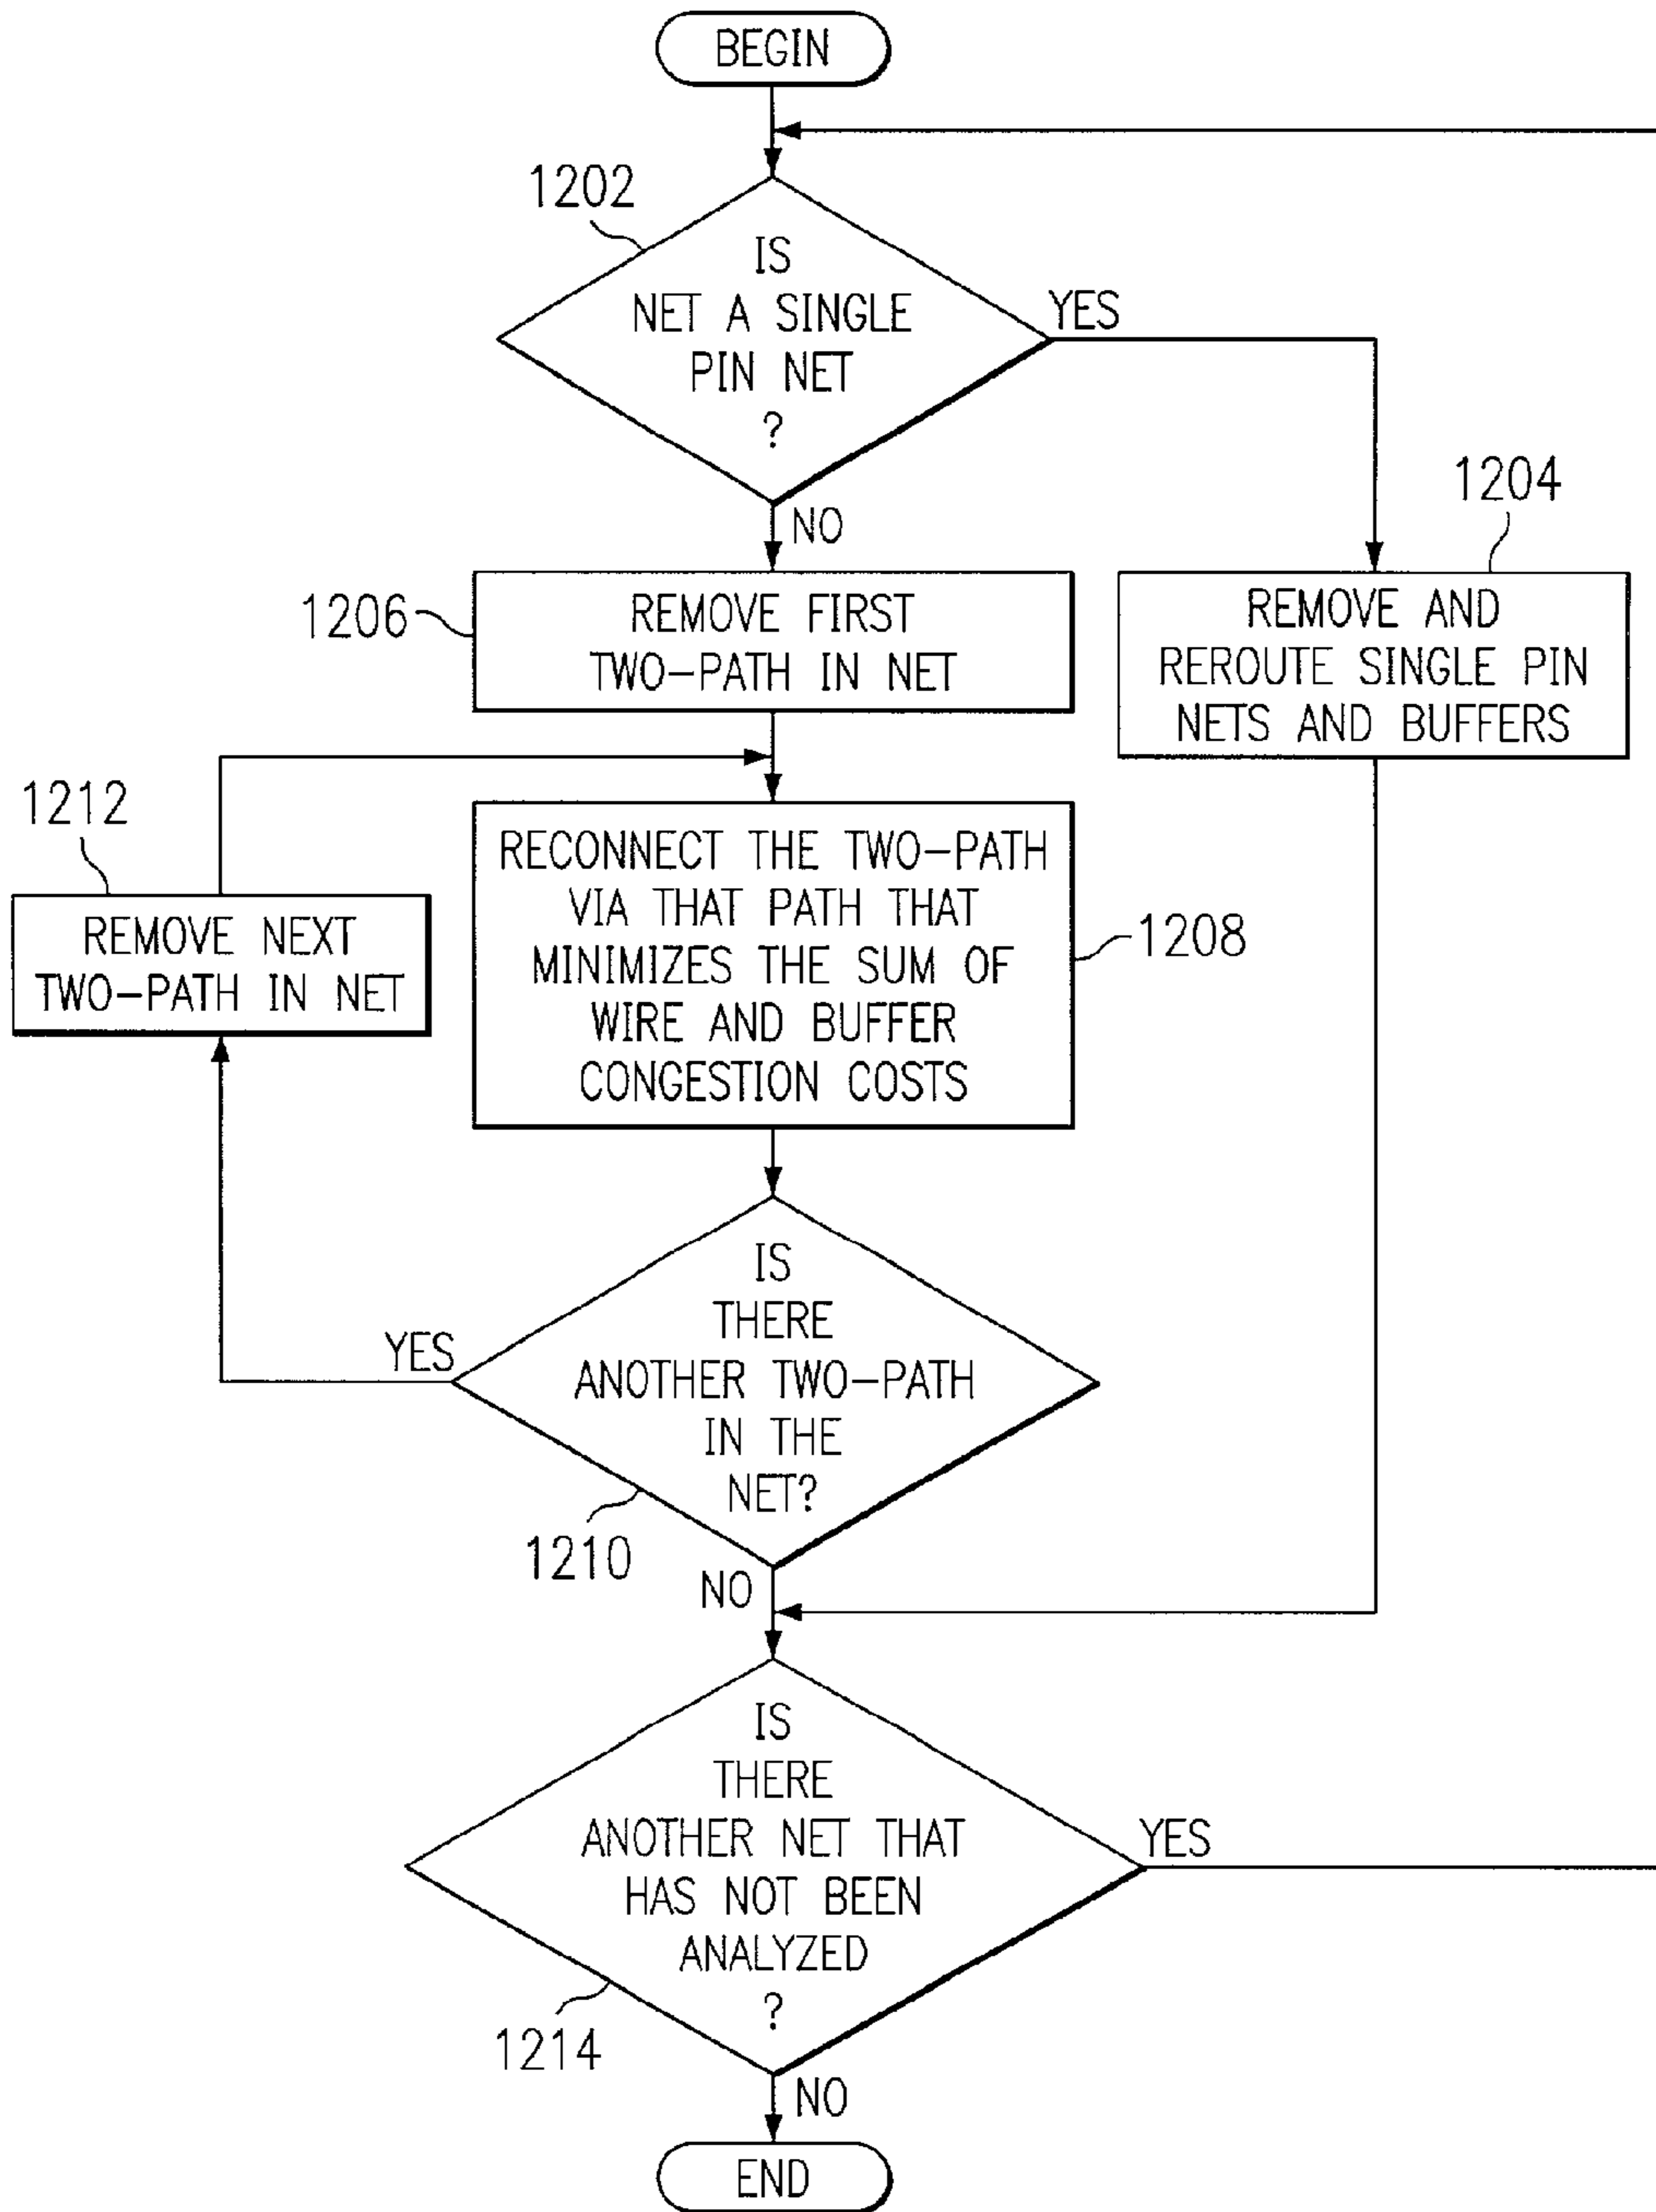 BEGIN
1202
IS
NET A SINGLE
PIN NET
?
YES
NO
1204
REMOVE AND
REROUTE SINGLE PIN
NETS AND BUFFERS
1206
REMOVE FIRST
TWO-PATH IN NET
1212
REMOVE NEXT
TWO-PATH IN NET
RECONNECT THE TWO-PATH
VIA THAT PATH THAT
MINIMIZES THE SUM OF
WIRE AND BUFFER
CONGESTION COSTS
1208
IS
THERE
ANOTHER TWO-PATH
IN THE
NET?
YES
1210
NO
IS
THERE
ANOTHER NET THAT
HAS NOT BEEN
ANALYZED
?
YES
1214
NO
END